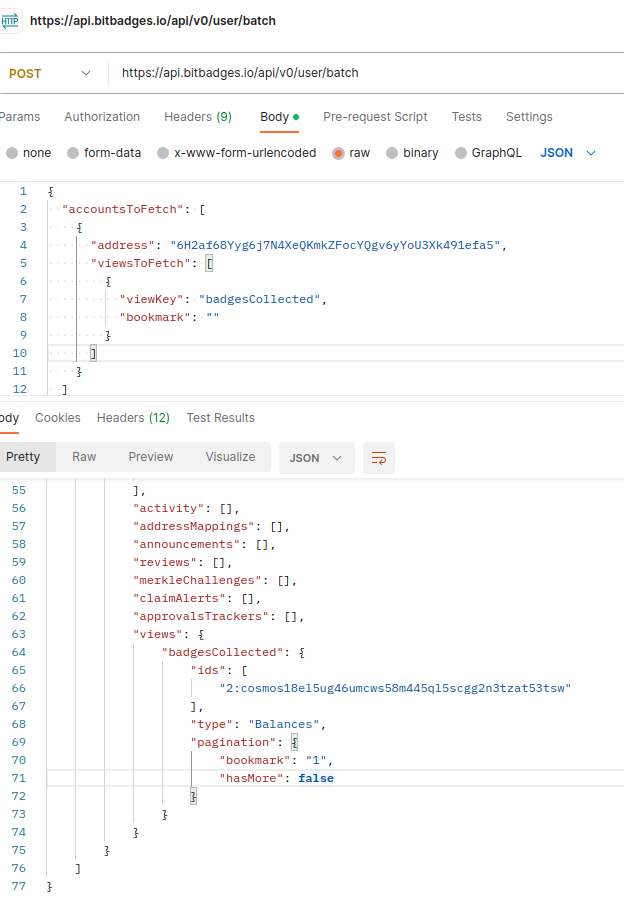 HTTP https://api.bitbadges.io/api/v0/user/batch
POST https://api.bitbadges.io/api/v0/user/batch
Params Authorization Headers (9) Body Pre-request Script Tests Settings
none form-data x-www-form-urlencoded raw binary GraphQL JSON
1 {
2 "accountsToFetch": [
3 {
4 "address": "6H2af68Yyg6j7N4XeQKmkZFocYQgv6yYoU3Xk491efa5",
5 "viewsToFetch": [
6 {
7 "viewKey": "badgesCollected",
8 "bookmark": ""
9 }
10 ]
11 }
12 ]
ody Cookies Headers (12) Test Results
Pretty Raw Preview Visualize JSON
55 ],
56 "activity": [],
57 "addressMappings": [],
58 "announcements": [],
59 "reviews": [],
60 "merkleChallenges": [],
61 "claimAlerts": [],
62 "approvalsTrackers": [],
63 "views": {
64 "badgesCollected": {
65 "ids": [
66 "2:cosmos18el5ug46umcws58m445ql5scgg2n3tzat53tsw"
67 ],
68 "type": "Balances",
69 "pagination": {
70 "bookmark": "1",
71 "hasMore": false
72 }
73 }
74 }
75 }
76 ]
77 }